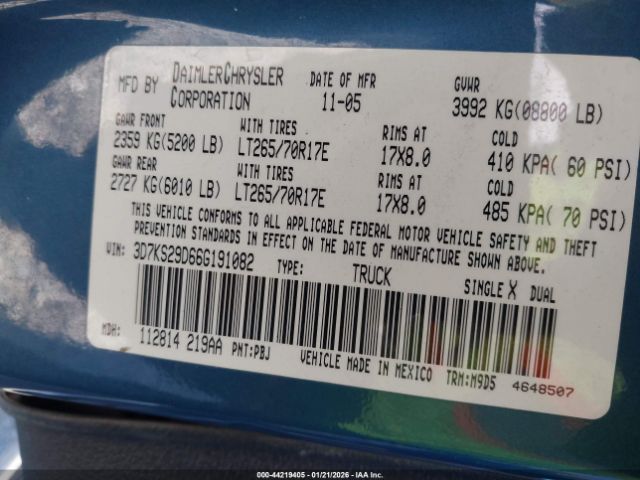 MFD BY DAIMLERCHRYSLER CORPORATION DATE OF MFR 11-05 GVWR 3992 KG(08800 LB)
GAWR FRONT WITH TIRES RIMS AT COLD
2359 KG(5200 LB) LT265/70R17E 17X8.0 410 KPA( 60 PSI)
GAWR REAR WITH TIRES RIMS AT COLD
2727 KG(6010 LB) LT265/70R17E 17X8.0 485 KPA( 70 PSI)
THIS VEHICLE CONFORMS TO ALL APPLICABLE FEDERAL MOTOR VEHICLE SAFETY AND THEFT
PREVENTION STANDARDS IN EFFECT ON THE DATE OF MANUFACTURE SHOWN ABOVE.
VIN: 3D7KS29D66G191082 TYPE: TRUCK SINGLE X DUAL
MDH: 112814 219AA PNT:PBJ VEHICLE MADE IN MEXICO TRM:M9D5 4648507
000-44219405 | 01/21/2026 - IAA Inc.